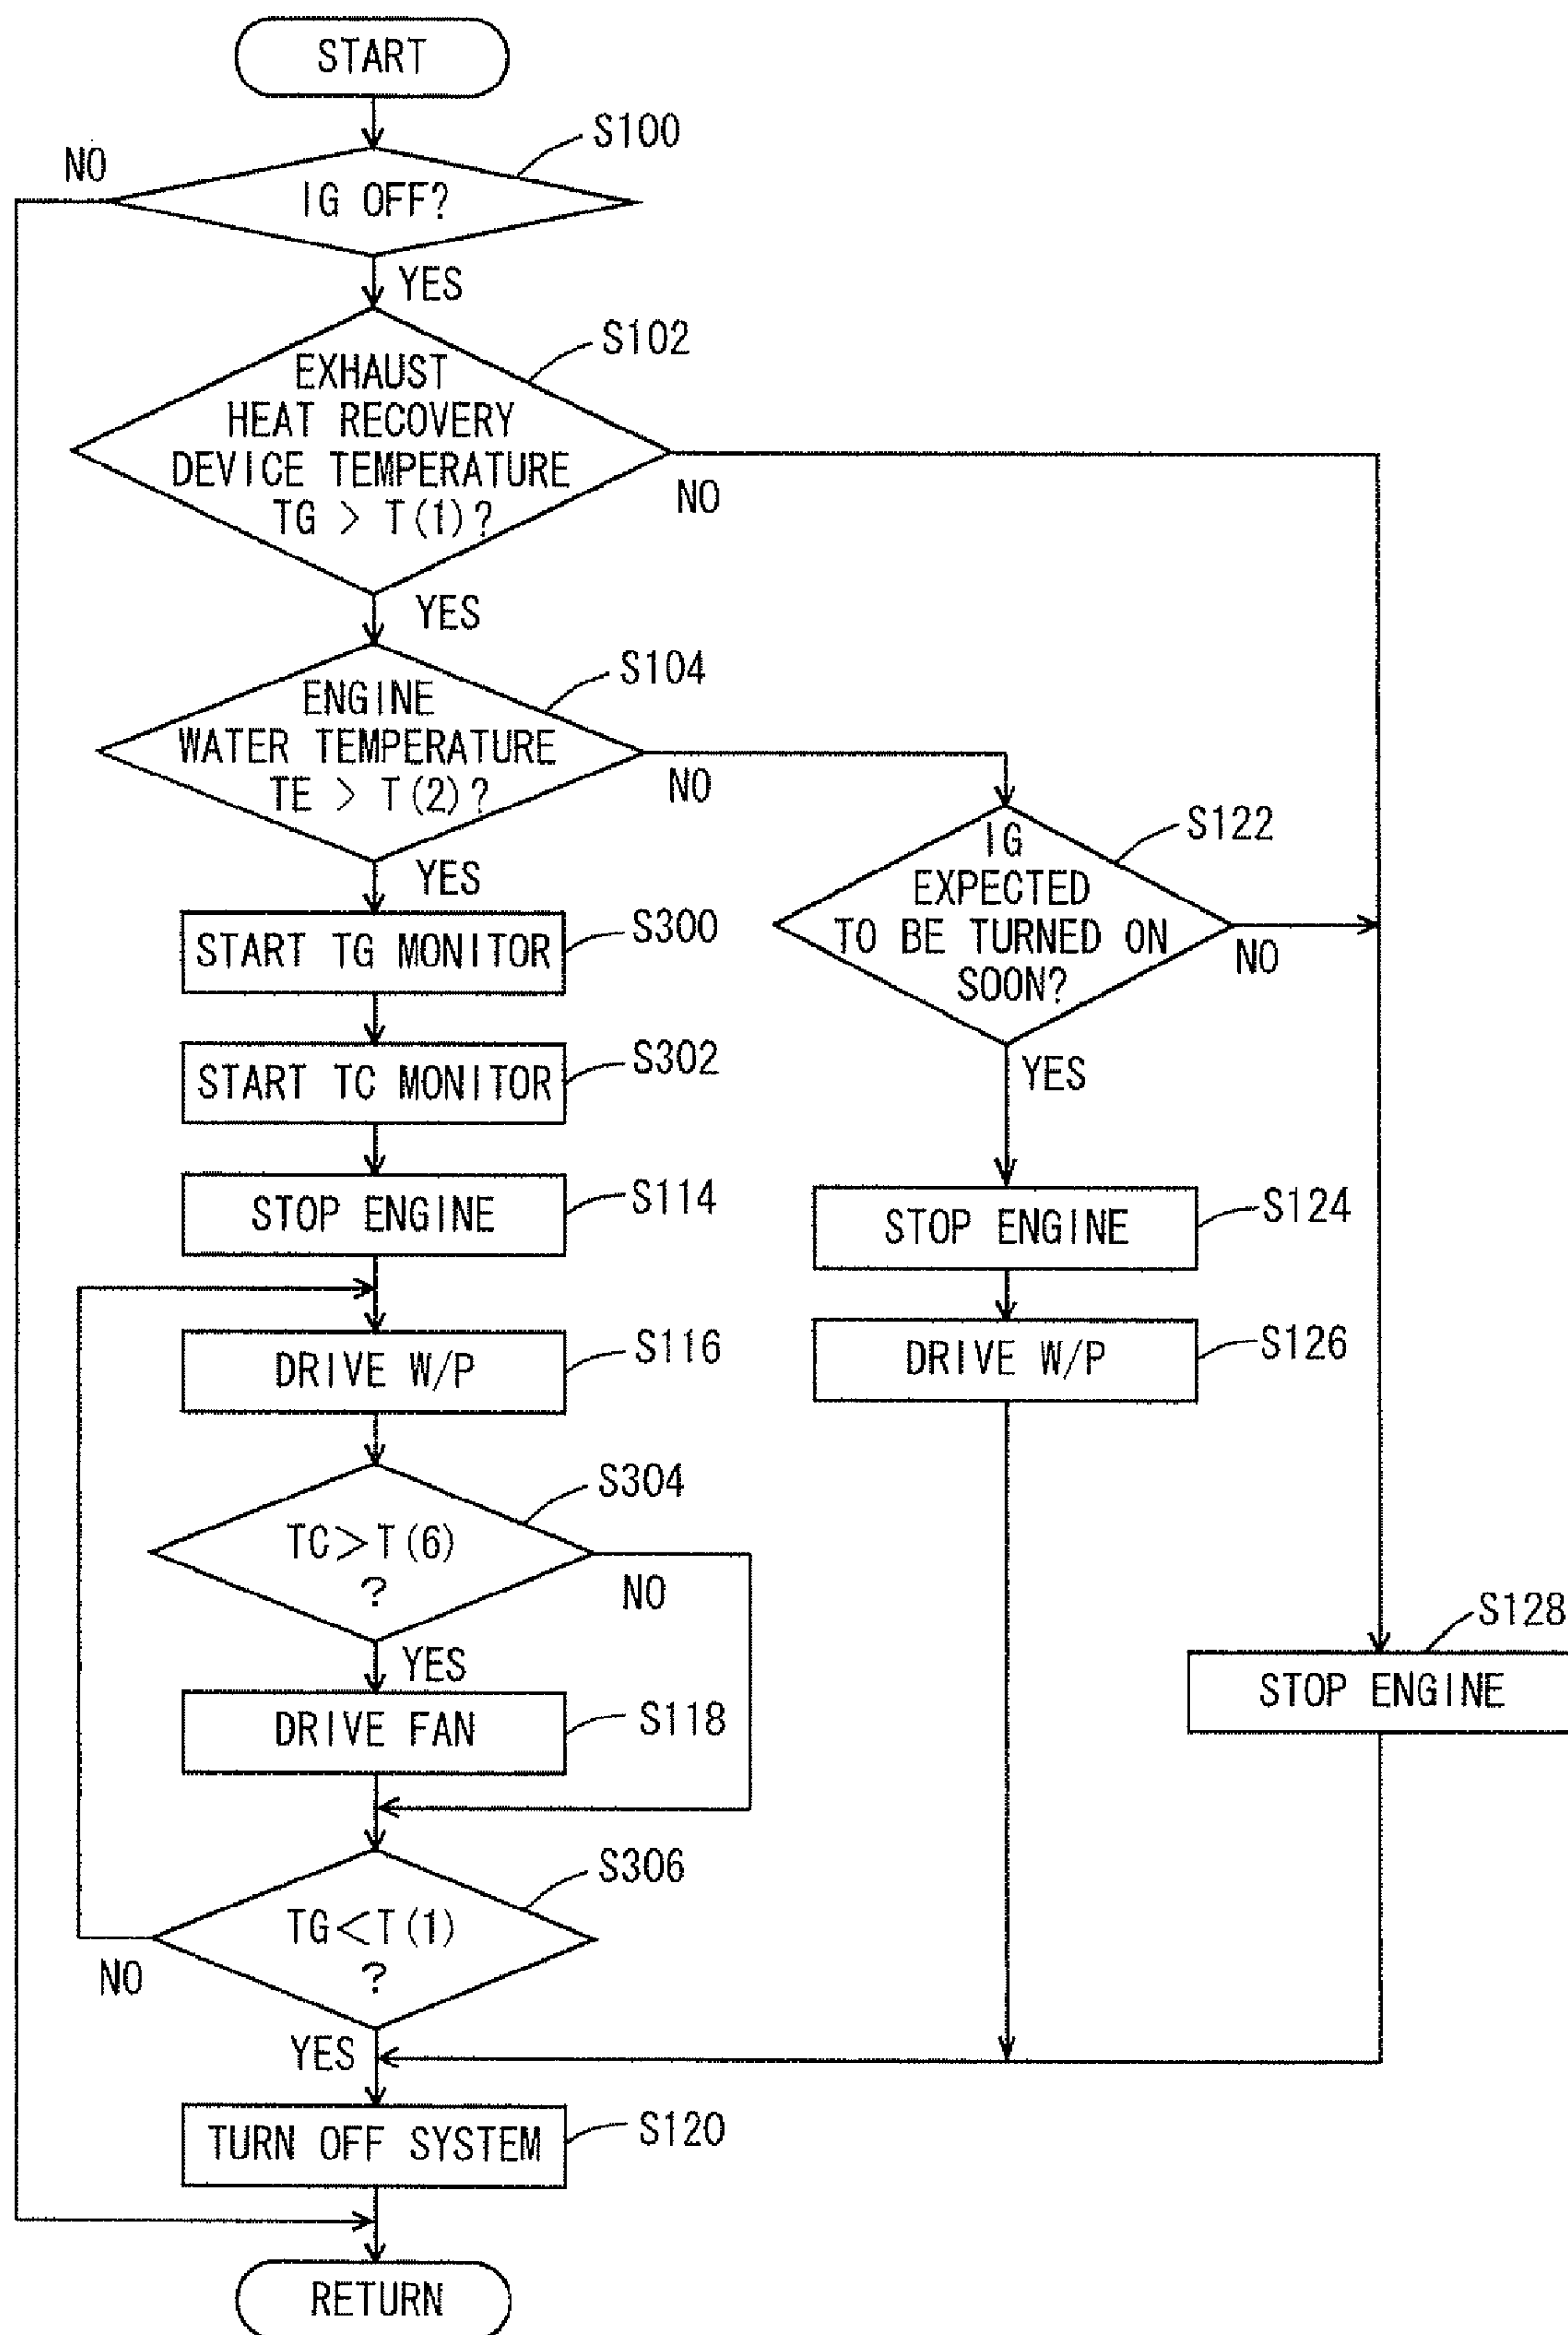 START
S100
NO
IG OFF?
YES
S102
EXHAUST
HEAT RECOVERY
DEVICE TEMPERATURE
TG > T(1)?
NO
YES
S104
ENGINE
WATER TEMPERATURE
TE > T(2)?
NO
YES
S122
IG
EXPECTED
TO BE TURNED ON
SOON?
NO
YES
START TG MONITOR
S300
START TC MONITOR
S302
STOP ENGINE
S114
STOP ENGINE
S124
DRIVE W/P
S116
DRIVE W/P
S126
S304
TC>T(6)
?
NO
YES
DRIVE FAN
S118
S128
STOP ENGINE
S306
TG<T(1)
?
NO
YES
TURN OFF SYSTEM
S120
RETURN